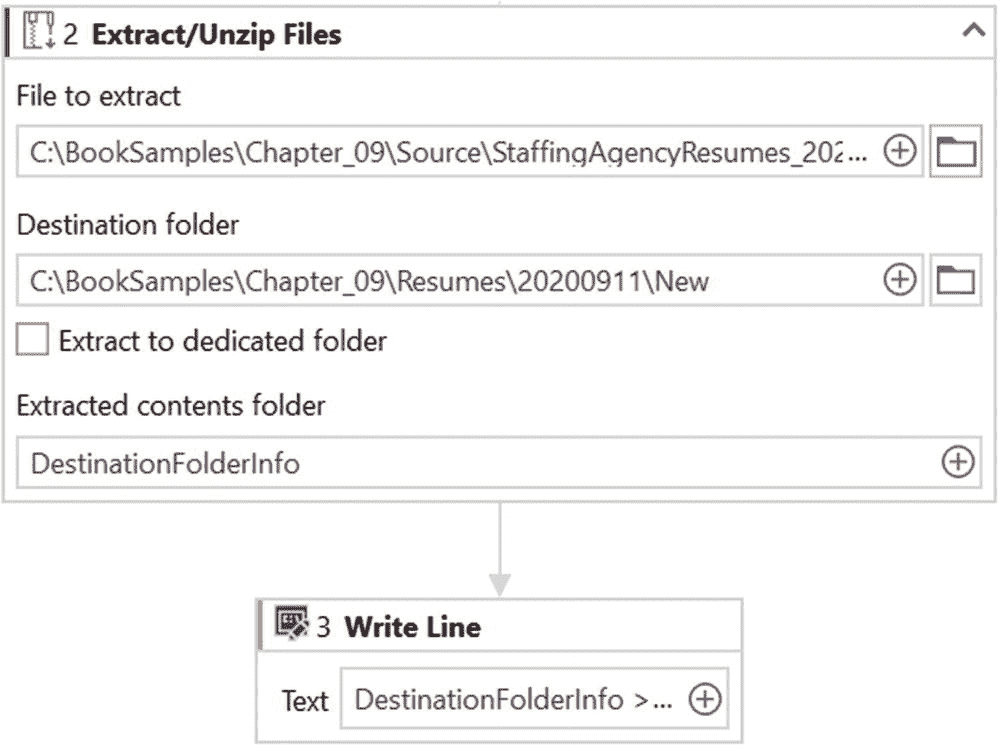 2 Extract/Unzip Files
File to extract
C:\BookSamples\Chapter_09\Source\StaffingAgencyResumes_202...
Destination folder
C:\BookSamples\Chapter_09\Resumes\20200911\New
Extract to dedicated folder
Extracted contents folder
DestinationFolderInfo
3 Write Line
Text DestinationFolderInfo >...